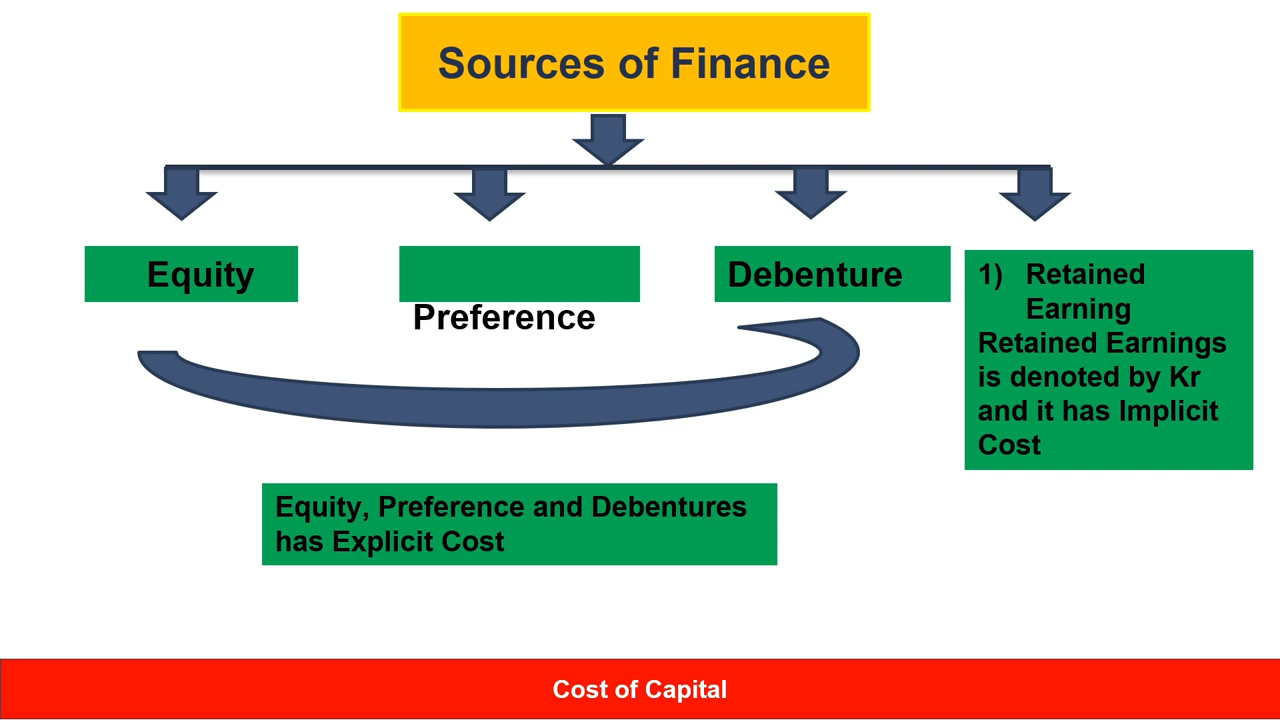 Sources of Finance
Equity
Preference
Debenture
1) Retained
Earning
Retained Earnings
is denoted by Kr
and it has Implicit
Cost
Equity, Preference and Debentures
has Explicit Cost
Cost of Capital